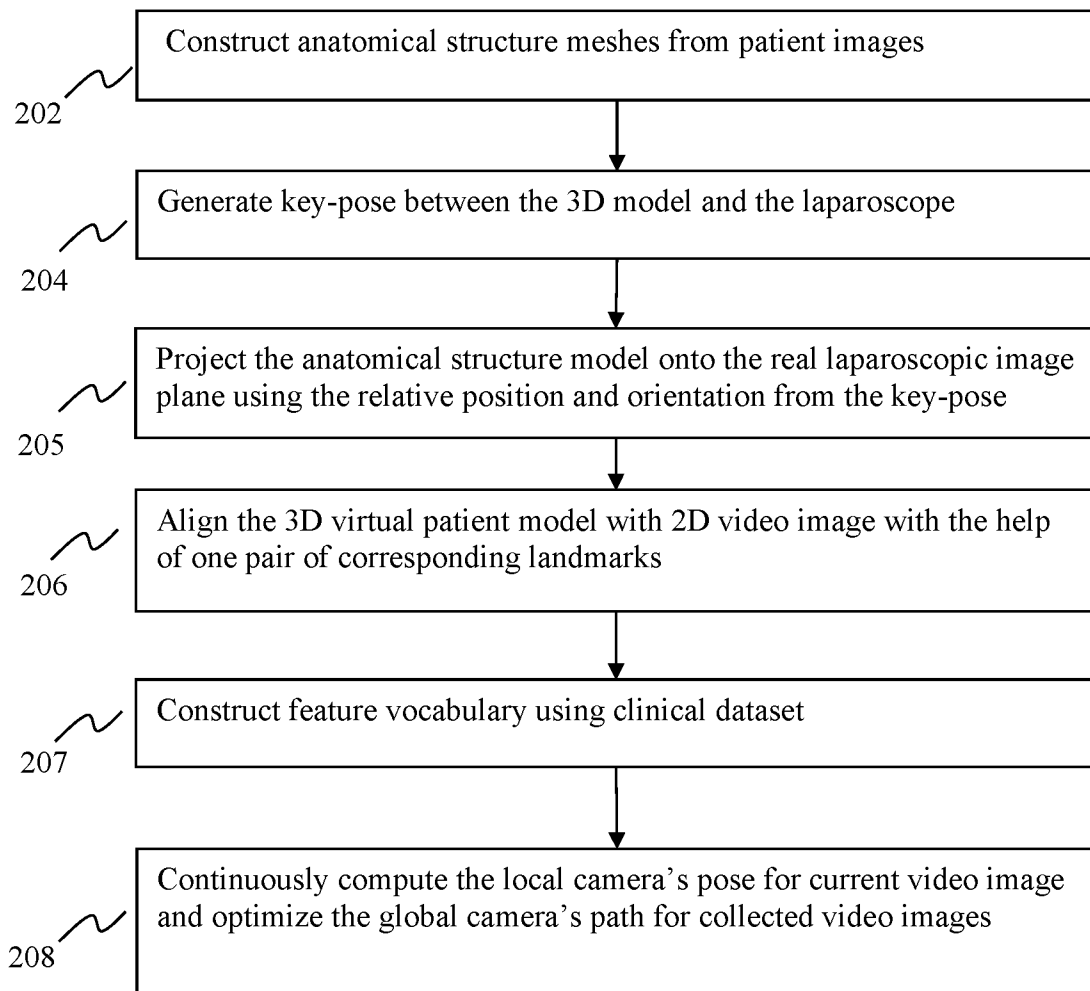 Construct anatomical structure meshes from patient images
202
Generate key-pose between the 3D model and the laparoscope
204
Project the anatomical structure model onto the real laparoscopic image
plane using the relative position and orientation from the key-pose
205
Align the 3D virtual patient model with 2D video image with the help
of one pair of corresponding landmarks
206
Construct feature vocabulary using clinical dataset
207
Continuously compute the local camera's pose for current video image
and optimize the global camera's path for collected video images
208